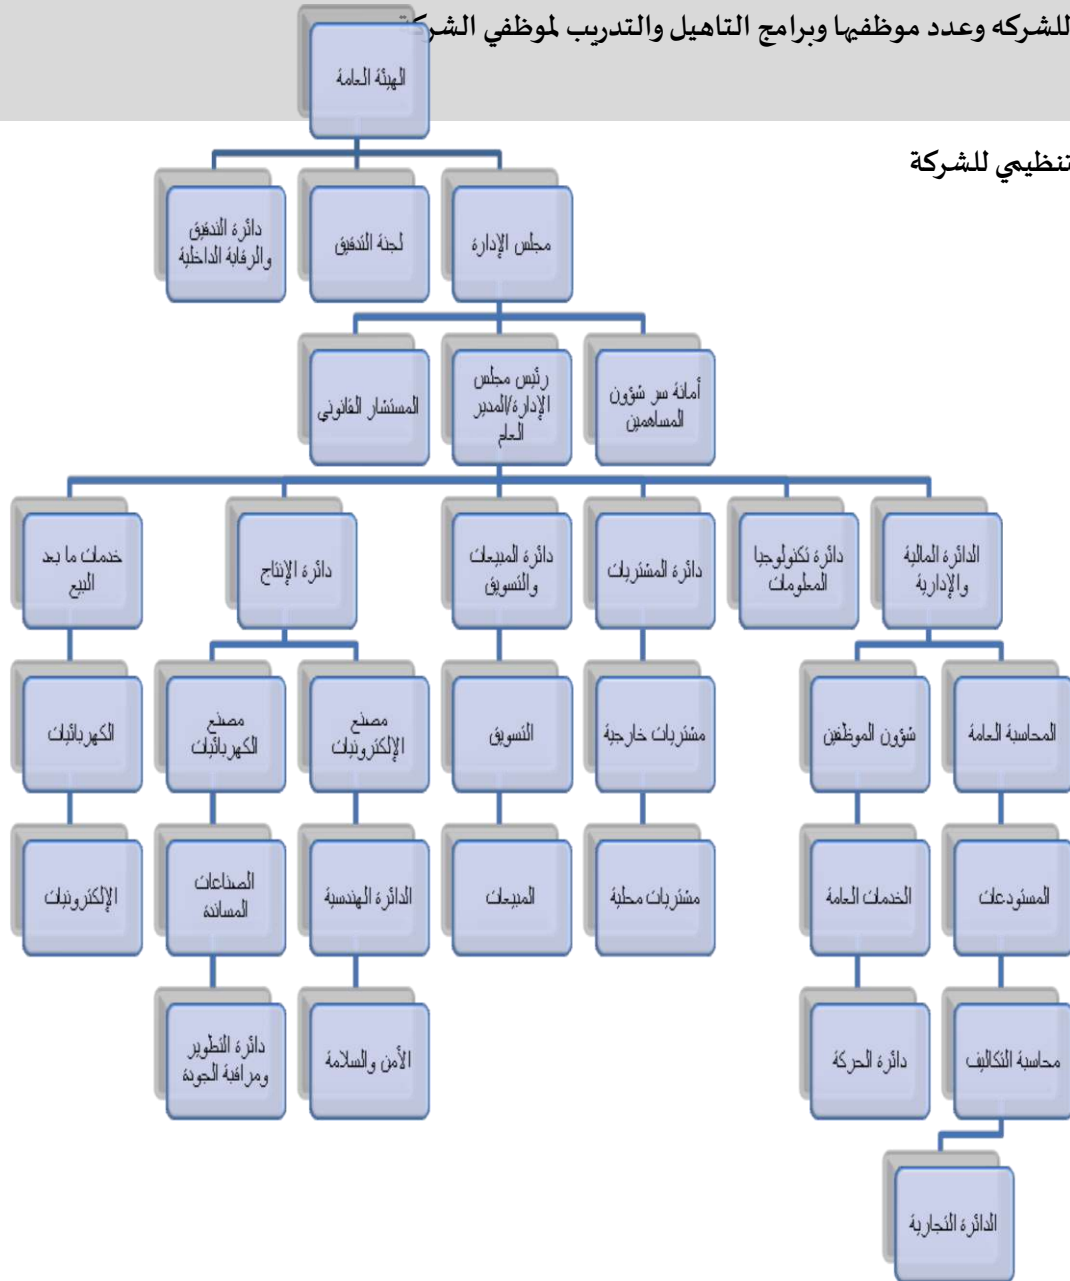 للشركه وعدد موظفيها وبرامج التاهيل والتدريب لموظفي الشركة
تنظيمي للشركة
الهيئة العامة
مجلس الإدارة
لجنة التدقيق
دائرة التدقيق
والرقابة الداخلية
أمانة سر شؤون
المساهمين
رئيس مجلس
الإدارة/المدير
العام
المستشار القانوني
الدائرة المالية
والإدارية
دائرة تكنولوجيا
المعلومات
دائرة المشتريات
دائرة المبيعات
والتسويق
دائرة الإنتاج
خدمات ما بعد
البيع
المحاسبة العامة
شؤون الموظفين
مشتريات خارجية
التسويق
مصنع
الإلكترونيات
مصنع
الكهربائيات
الكهربائيات
المستودعات
الخدمات العامة
مشتريات محلية
المبيعات
الدائرة الهندسية
الصناعات
المساندة
الإلكترونيات
محاسبة التكاليف
دائرة الحركة
الأمن والسلامة
دائرة التطوير
ومراقبة الجودة
الدائرة التجارية